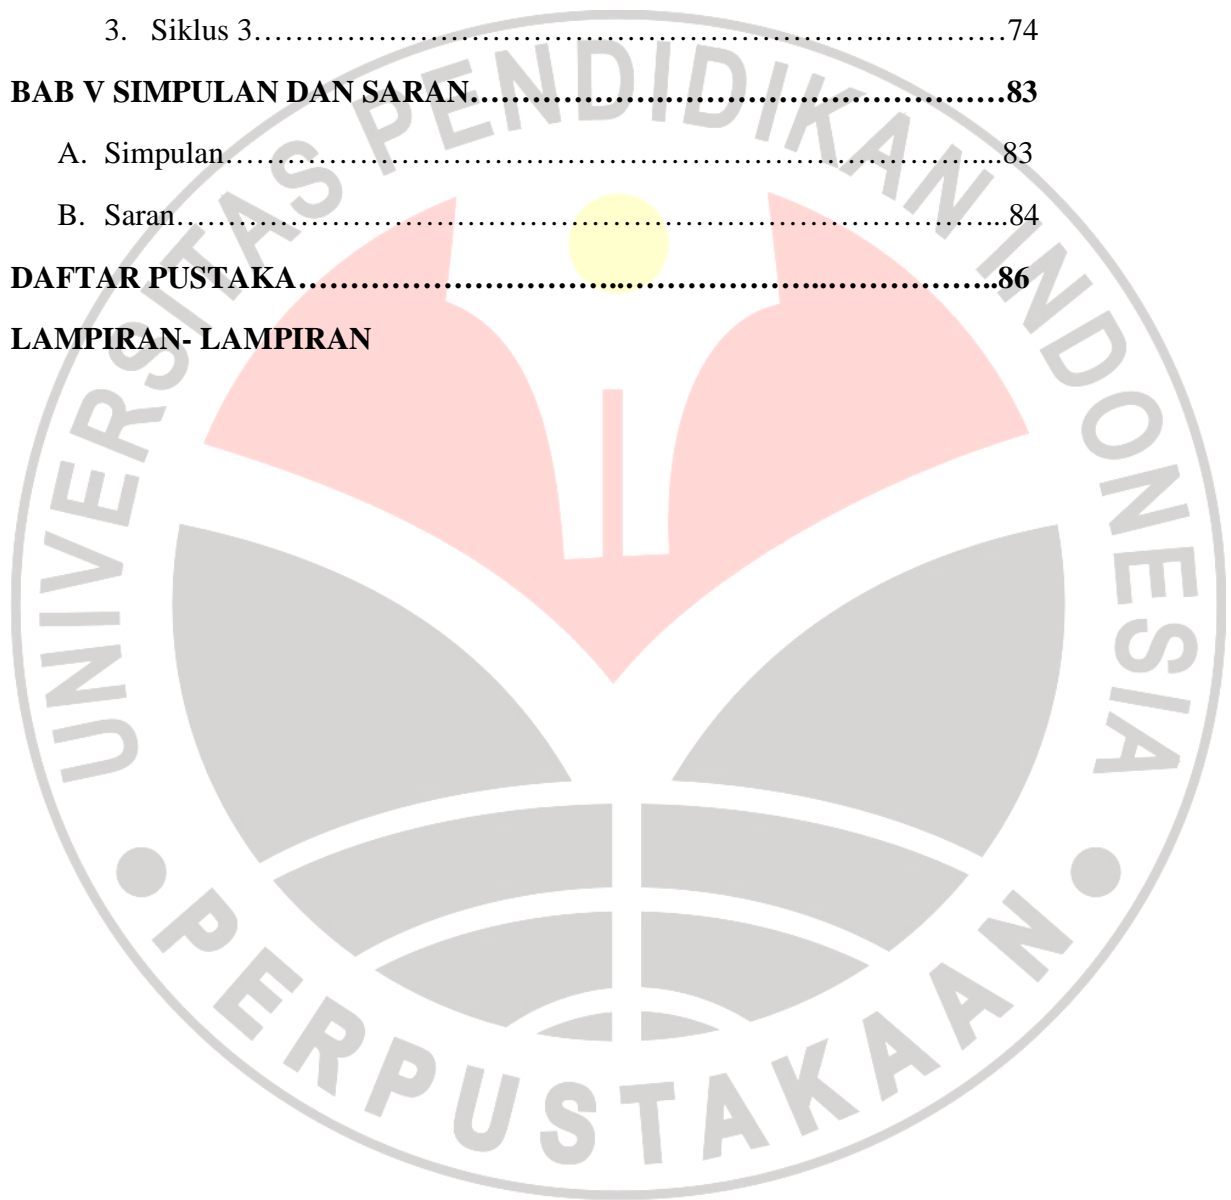 3. Siklus 3……………………………………………………….…………74
BAB V SIMPULAN DAN SARAN……………….……………………………83
A. Simpulan…………………………………………………………………...83
B. Saran………………………………………………………………………..84
DAFTAR PUSTAKA…………………………..………………...……………..86
LAMPIRAN- LAMPIRAN
UNIVERSITAS PENDIDIKAN INDONESIA
PERPUSTAKAAN